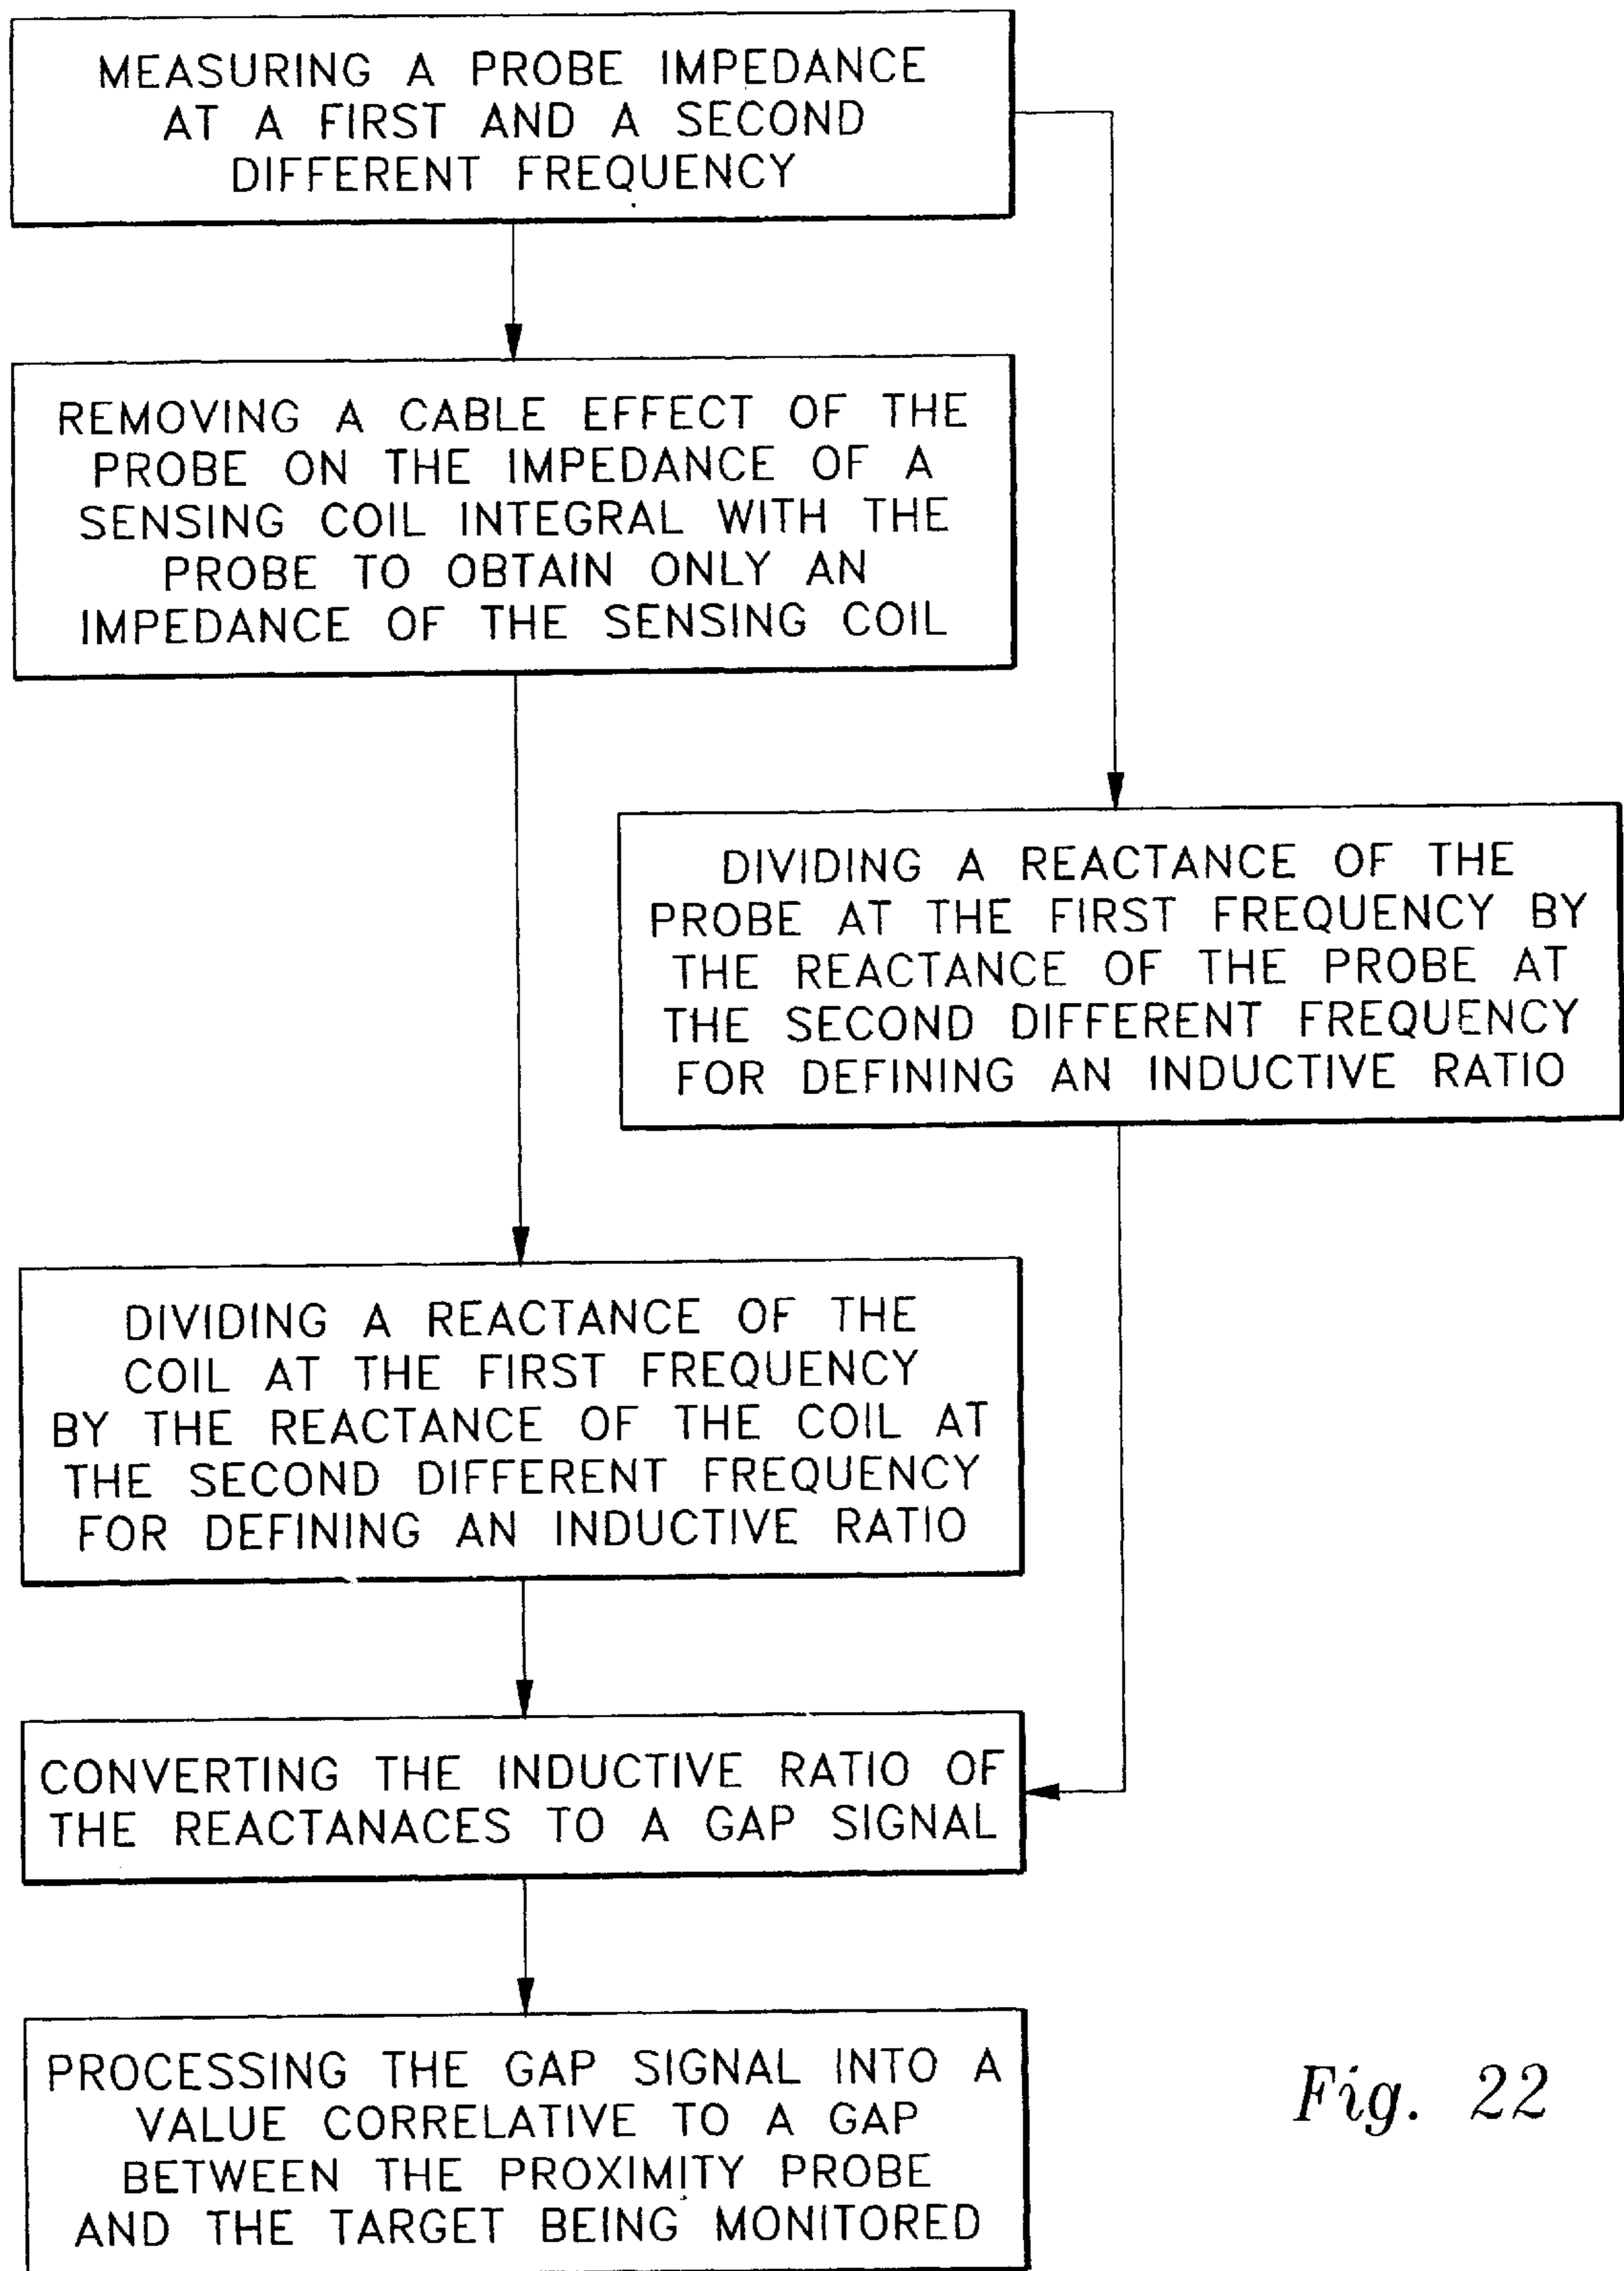 MEASURING A PROBE IMPEDANCE
AT A FIRST AND A SECOND
DIFFERENT FREQUENCY
REMOVING A CABLE EFFECT OF THE
PROBE ON THE IMPEDANCE OF A
SENSING COIL INTEGRAL WITH THE
PROBE TO OBTAIN ONLY AN
IMPEDANCE OF THE SENSING COIL
DIVIDING A REACTANCE OF THE
PROBE AT THE FIRST FREQUENCY BY
THE REACTANCE OF THE PROBE AT
THE SECOND DIFFERENT FREQUENCY
FOR DEFINING AN INDUCTIVE RATIO
DIVIDING A REACTANCE OF THE
COIL AT THE FIRST FREQUENCY
BY THE REACTANCE OF THE COIL AT
THE SECOND DIFFERENT FREQUENCY
FOR DEFINING AN INDUCTIVE RATIO
CONVERTING THE INDUCTIVE RATIO OF
THE REACTANACES TO A GAP SIGNAL
PROCESSING THE GAP SIGNAL INTO A
VALUE CORRELATIVE TO A GAP
BETWEEN THE PROXIMITY PROBE
AND THE TARGET BEING MONITORED
Fig. 22